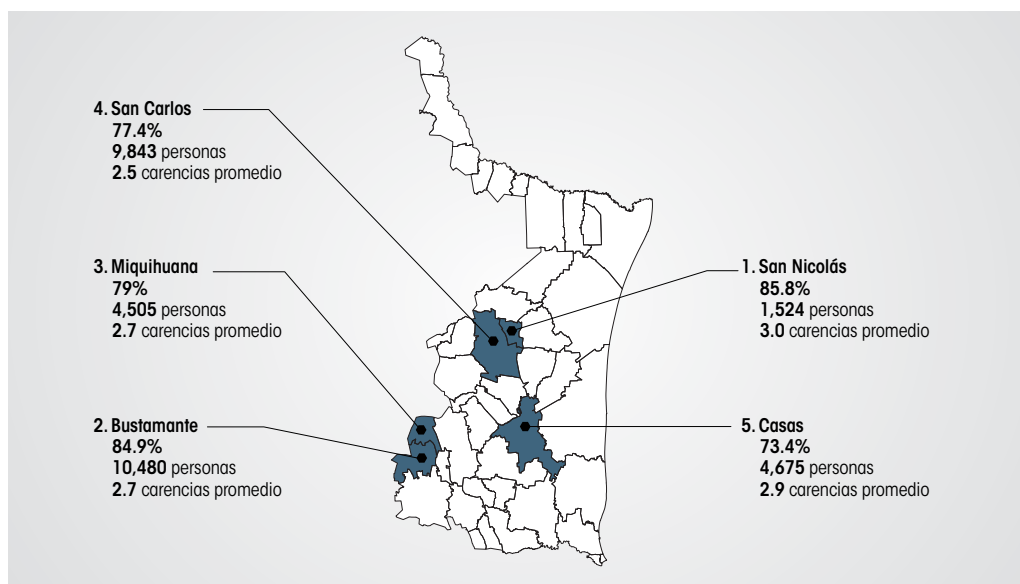 4. San Carlos
77.4%
9,843 personas
2.5 carencias promedio
3. Miquihuana
79%
4,505 personas
2.7 carencias promedio
2. Bustamante
84.9%
10,480 personas
2.7 carencias promedio
1. San Nicolás
85.8%
1,524 personas
3.0 carencias promedio
5. Casas
73.4%
4,675 personas
2.9 carencias promedio